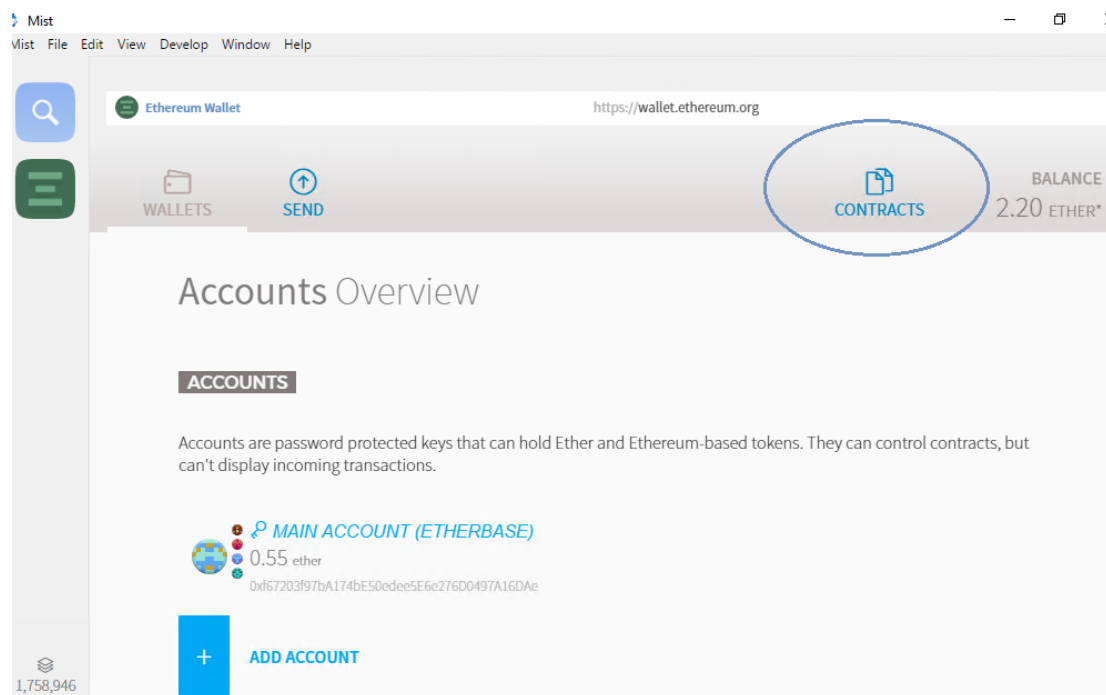 Mist
Mist File Edit View Develop Window Help
Ethereum Wallet https://wallet.ethereum.org
WALLETS SEND CONTRACTS BALANCE
2.20 ETHER*
Accounts Overview
ACCOUNTS
Accounts are password protected keys that can hold Ether and Ethereum-based tokens. They can control contracts, but
can't display incoming transactions.
MAIN ACCOUNT (ETHERBASE)
0.55 ether
0xf67203f97bA174bE50edee5E6e276D0497A16DAe
ADD ACCOUNT
1,758,946